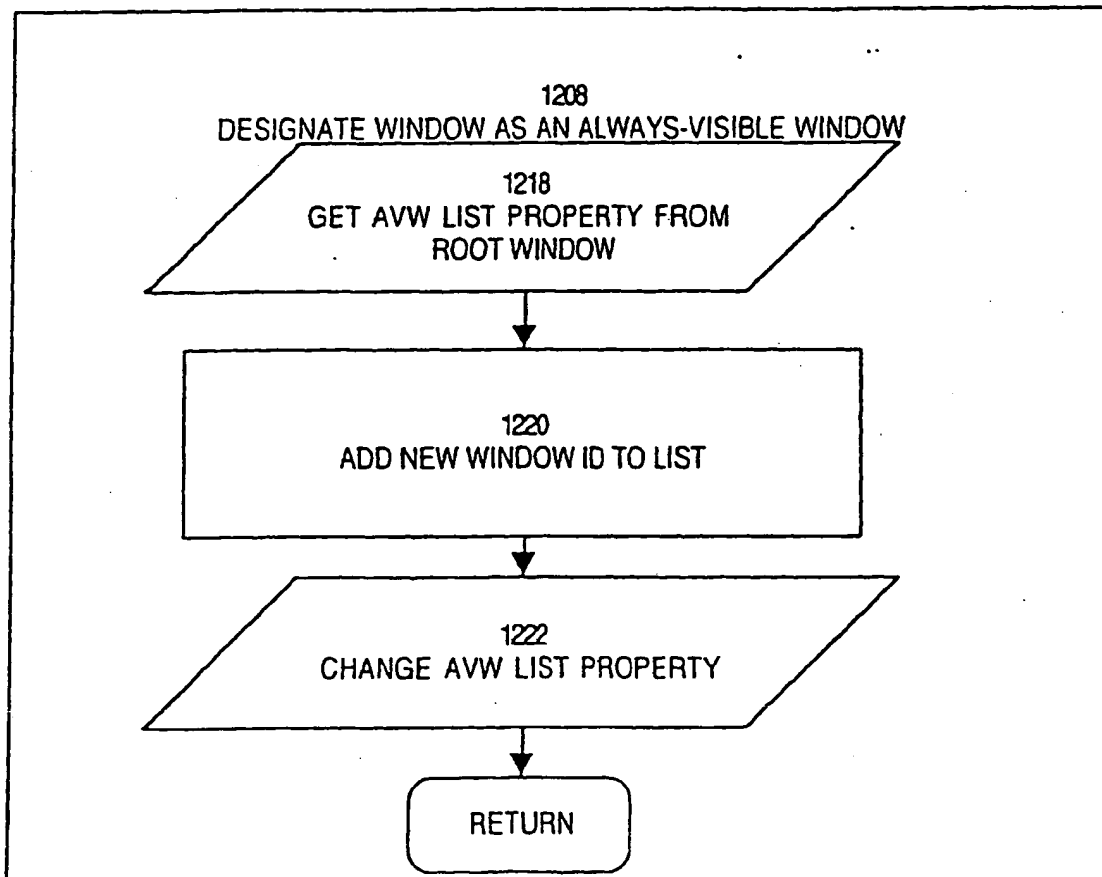 1208
DESIGNATE WINDOW AS AN ALWAYS-VISIBLE WINDOW
1218
GET AVW LIST PROPERTY FROM
ROOT WINDOW
1220
ADD NEW WINDOW ID TO LIST
1222
CHANGE AVW LIST PROPERTY
RETURN